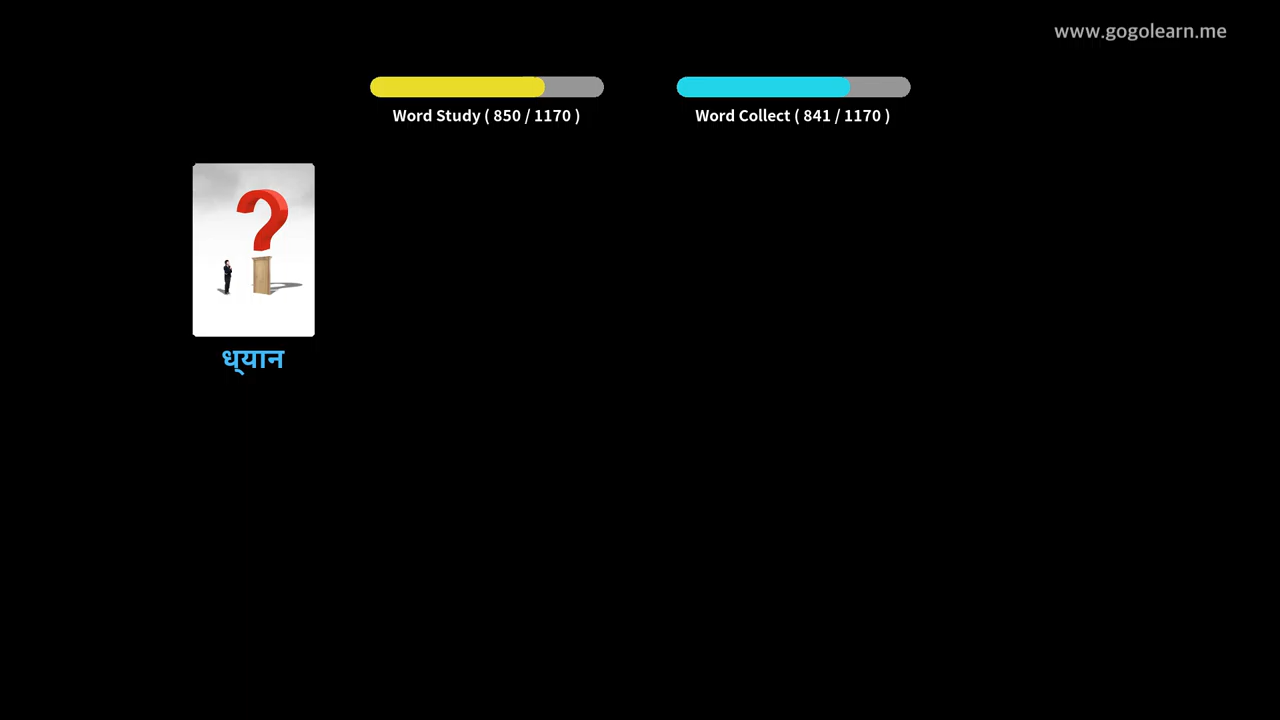 www.gogolearn.me
Word Study ( 850 / 1170 )
Word Collect ( 841 / 1170 )
?
ध्यान